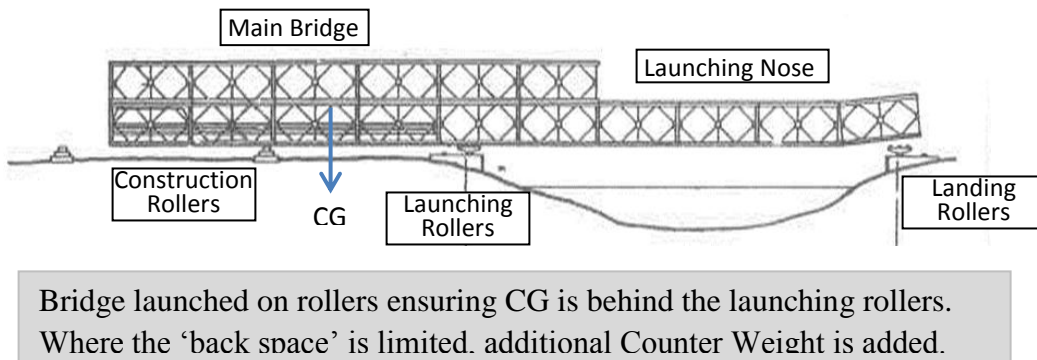 Main Bridge
Launching Nose
Construction
Rollers
CG
Launching
Rollers
Landing
Rollers
Bridge launched on rollers ensuring CG is behind the launching rollers.
Where the ‘back space’ is limited, additional Counter Weight is added.